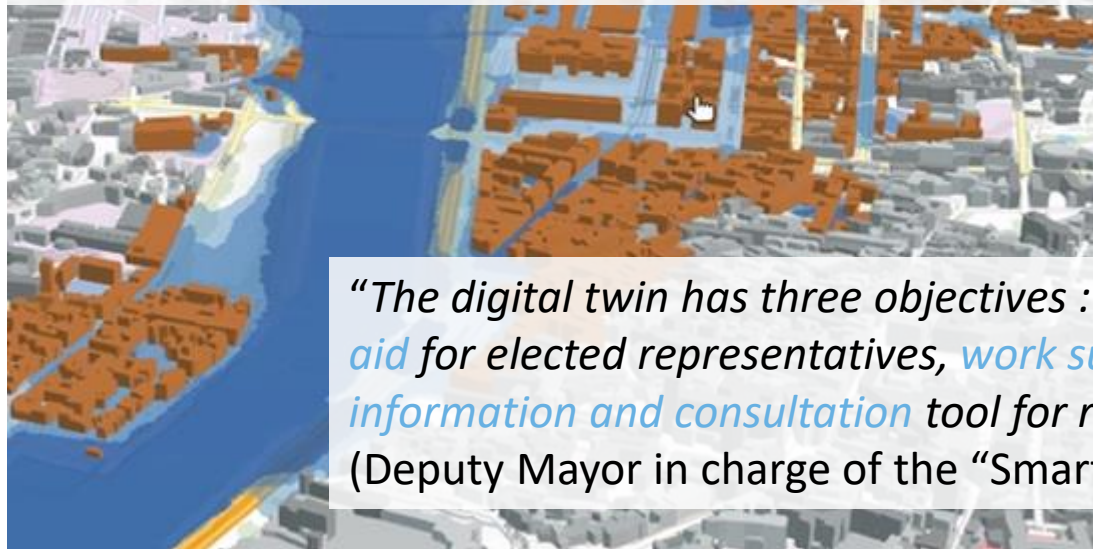 “The digital twin has three objectives :
aid for elected representatives, work su
information and consultation tool for r
(Deputy Mayor in charge of the “Smar